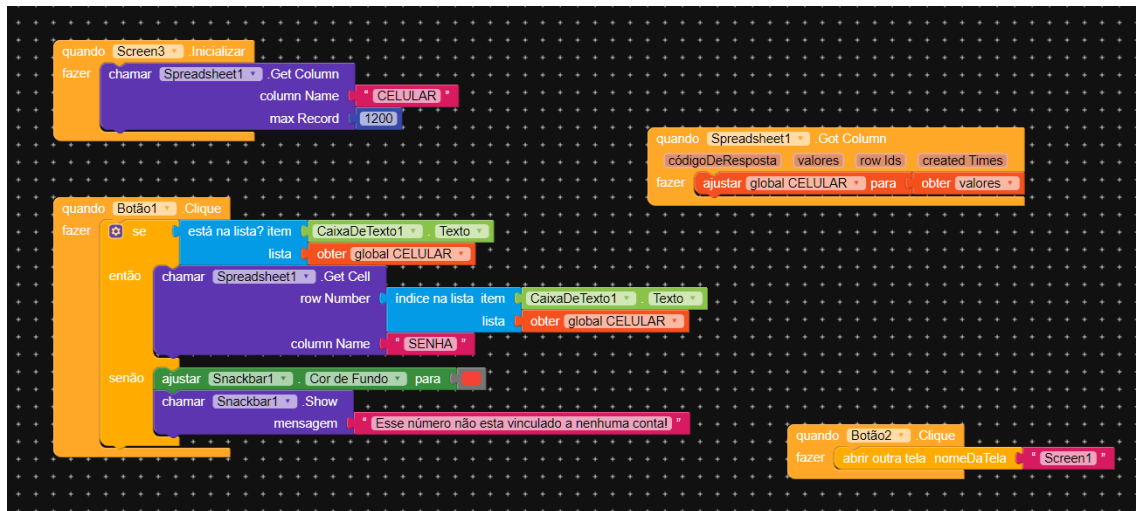 quando Screen3 .Inicializar
fazer chamar Spreadsheet1 .Get Column
column Name " CELULAR "
max Record 1200
quando Spreadsheet1 .Got Column
códigoDeResposta valores row Ids created Times
fazer ajustar global CELULAR para obter valores
quando Botão1 .Clique
fazer se está na lista? item CaixaDeTexto1 . Texto
lista obter global CELULAR
então chamar Spreadsheet1 .Get Cell
row Number índice na lista item CaixaDeTexto1 . Texto
lista obter global CELULAR
column Name " SENHA "
senão ajustar Snackbar1 . Cor de Fundo para
chamar Snackbar1 .Show
mensagem " Esse número não esta vinculado a nenhuma conta! "
quando Botão2 .Clique
fazer abrir outra tela nomeDaTela " Screen1 "